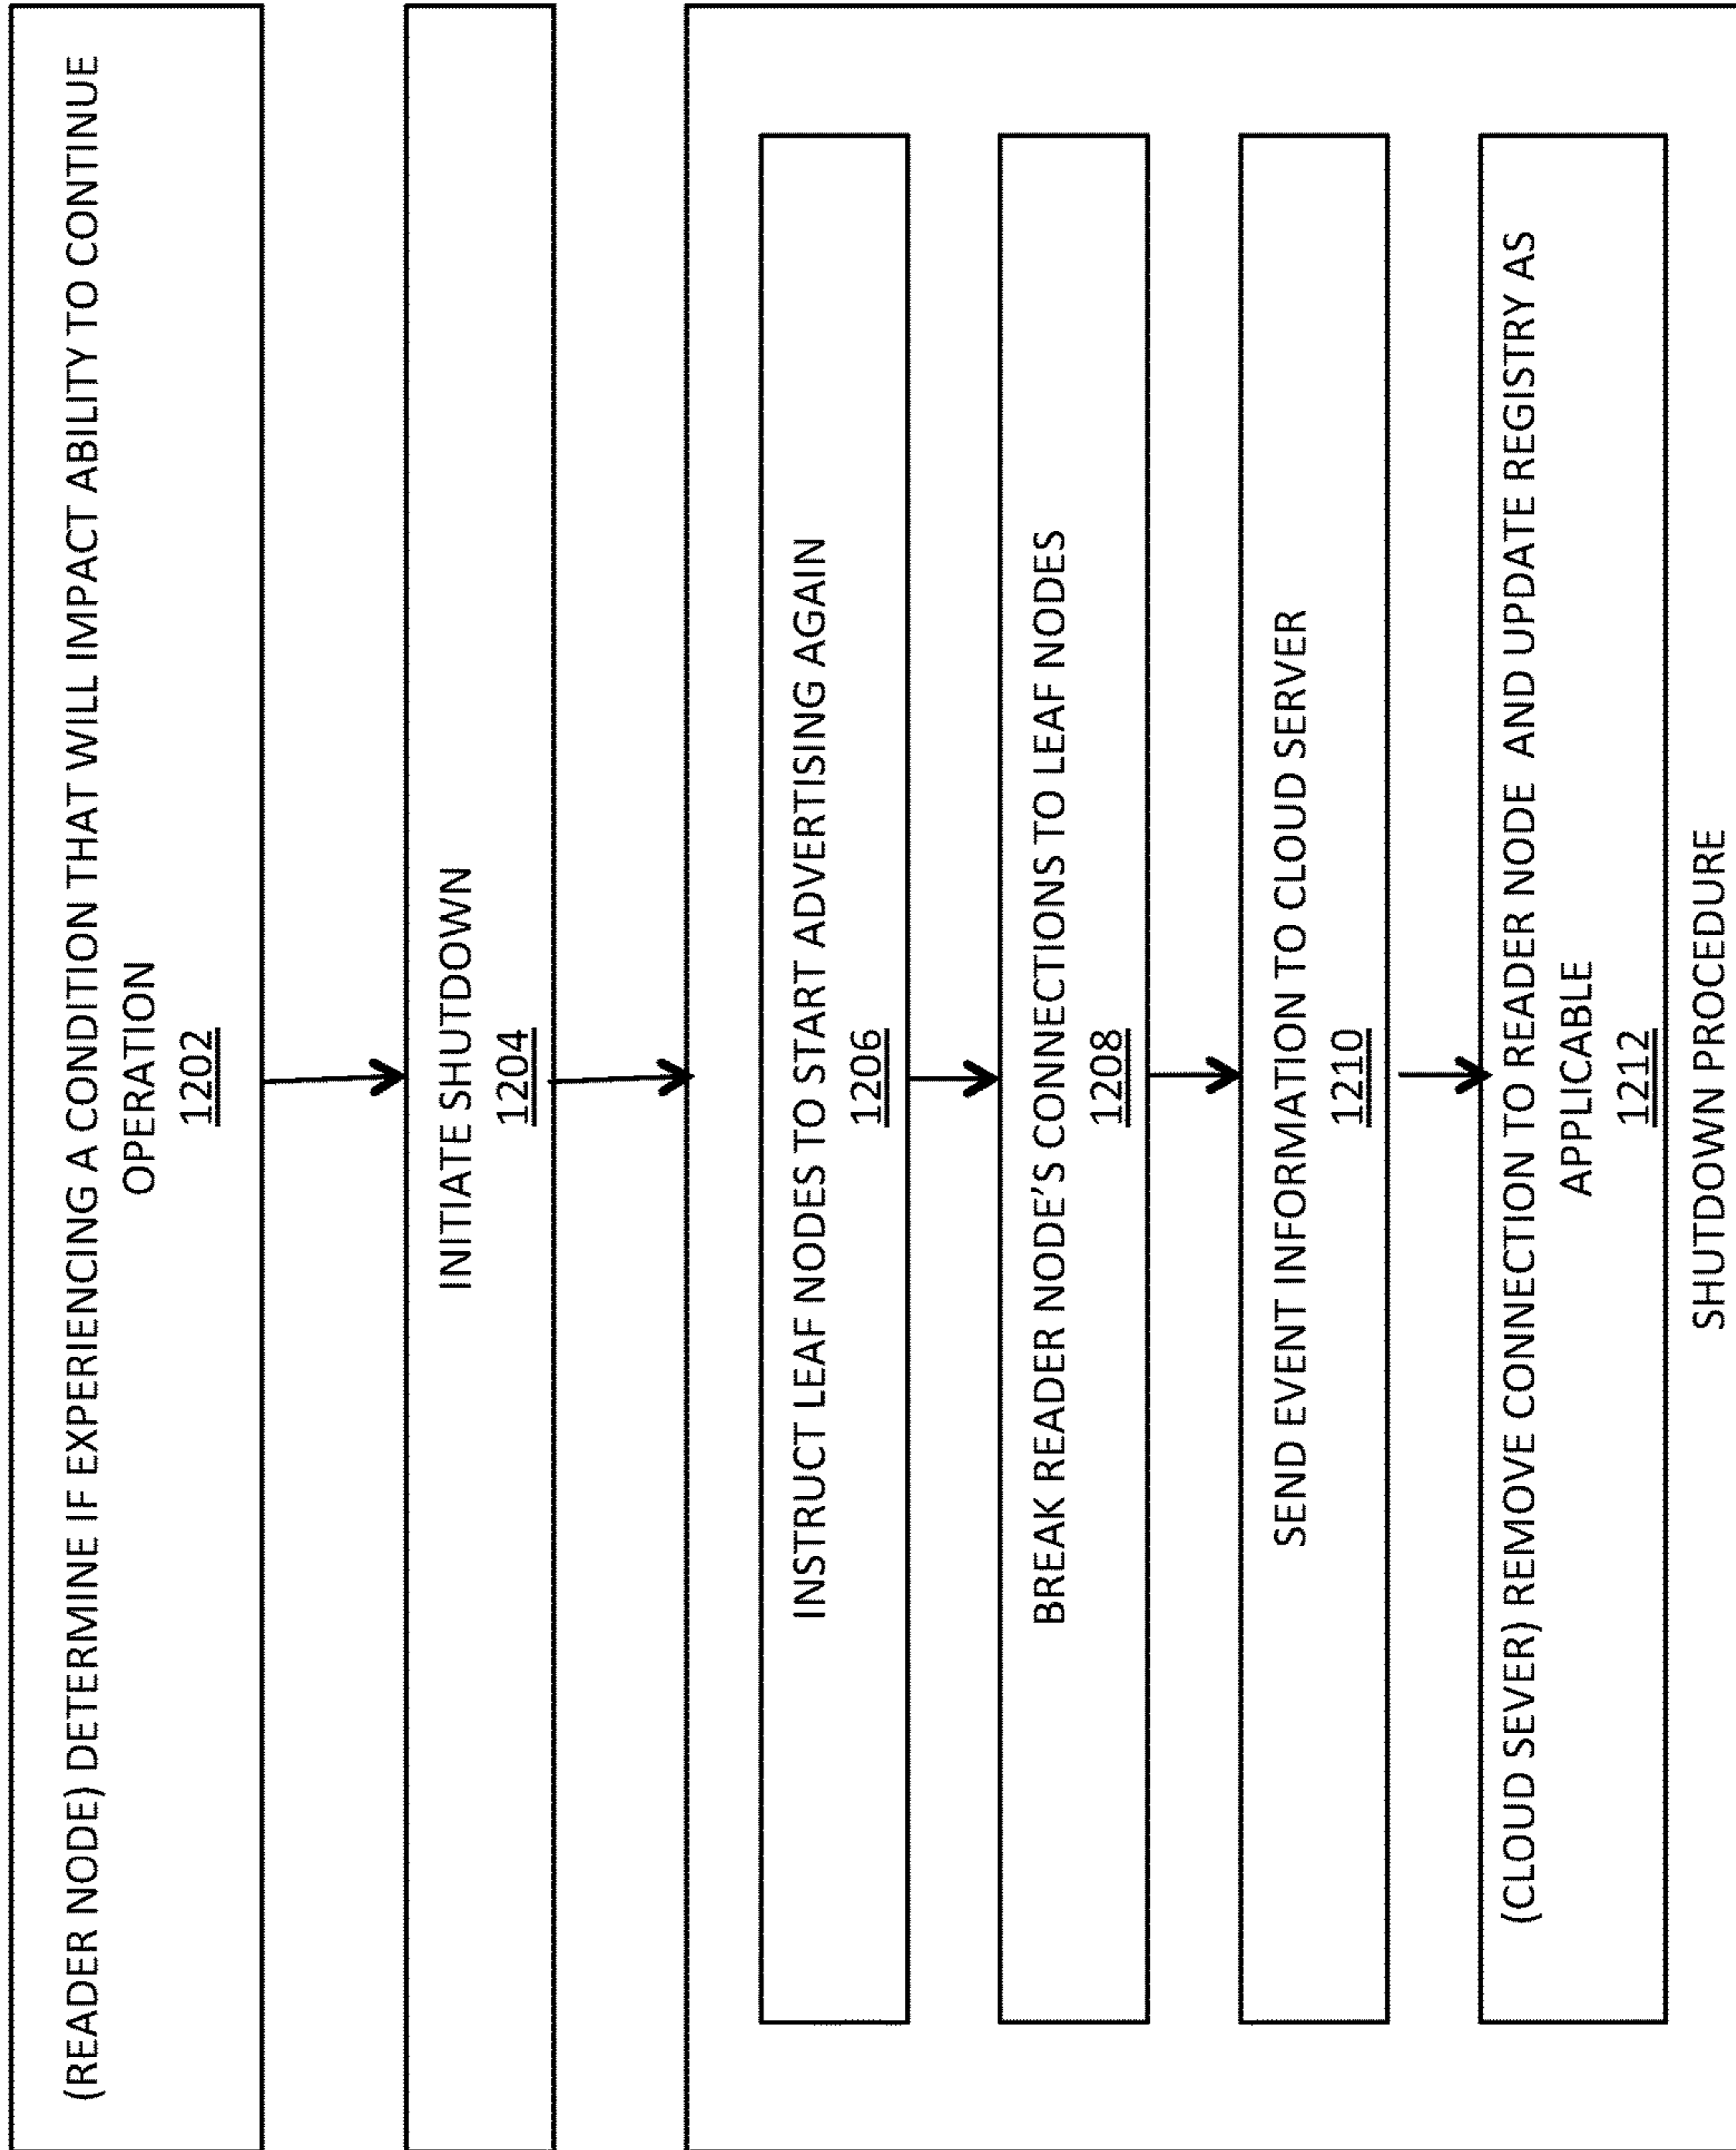 (READER NODE) DETERMINE IF EXPERIENCING A CONDITION THAT WILL IMPACT ABILITY TO CONTINUE
OPERATION
1202
INITIATE SHUTDOWN
1204
INSTRUCT LEAF NODES TO START ADVERTISING AGAIN
1206
BREAK READER NODE'S CONNECTIONS TO LEAF NODES
1208
SEND EVENT INFORMATION TO CLOUD SERVER
1210
(CLOUD SEVER) REMOVE CONNECTION TO READER NODE AND UPDATE REGISTRY AS
APPLICABLE
1212
SHUTDOWN PROCEDURE